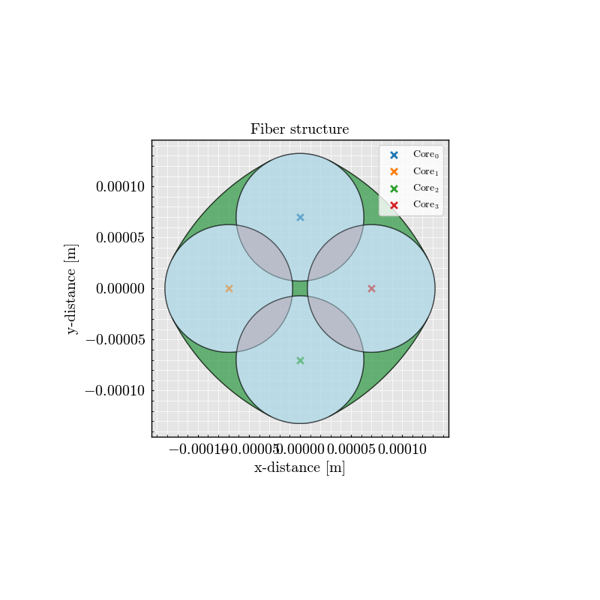 Fiber structure
Core0
Core1
Core2
Core3
0.00010
0.00005
0.00000
−0.00005
−0.00010
y-distance [m]
−0.00010 −0.00005 0.00000 0.00005 0.00010
x-distance [m]